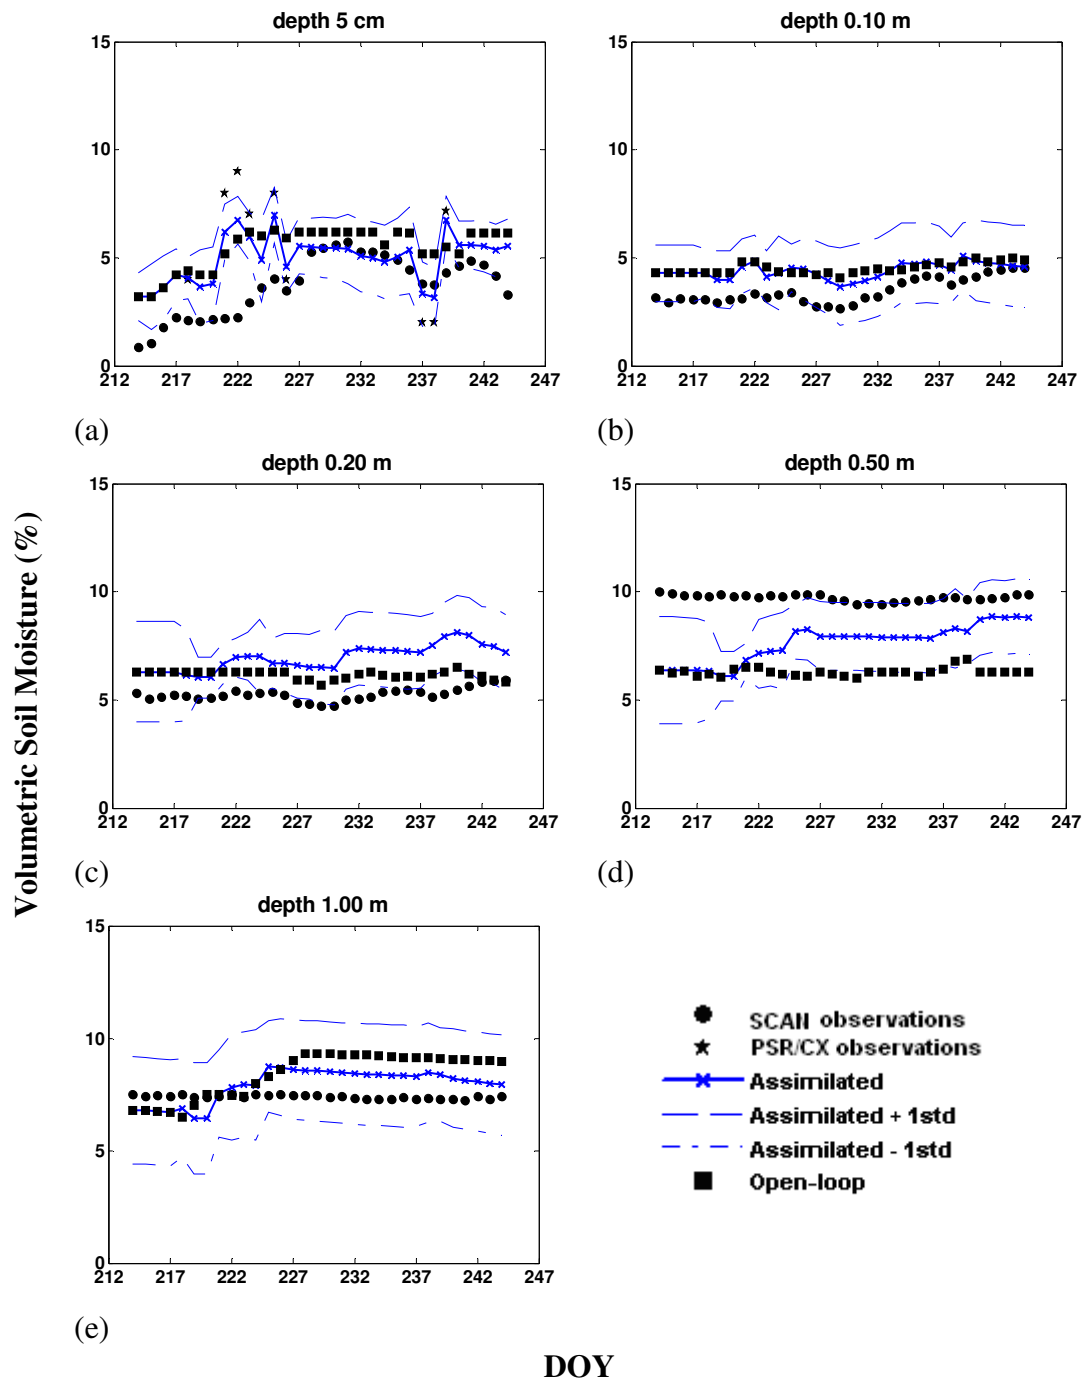 depth 5 cm
15
10
5
0
212 217 222 227 232 237 242 247
(a)
depth 0.10 m
15
10
5
0
212 217 222 227 232 237 242 247
(b)
depth 0.20 m
15
10
5
0
212 217 222 227 232 237 242 247
(c)
depth 0.50 m
15
10
5
0
212 217 222 227 232 237 242 247
(d)
Volumetric Soil Moisture (%)
depth 1.00 m
15
10
5
0
212 217 222 227 232 237 242 247
(e)
SCAN observations
PSR/CX observations
Assimilated
Assimilated + 1std
Assimilated - 1std
Open-loop
DOY